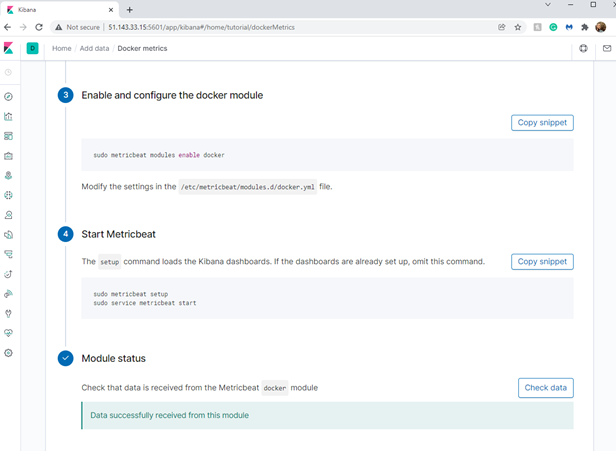 Kibana
Not secure | 51.143.33.15:5601/app/kibana#/home/tutorial/dockerMetrics
D Home / Add data / Docker metrics
3 Enable and configure the docker module
Copy snippet
sudo metricbeat modules enable docker
Modify the settings in the /etc/metricbeat/modules.d/docker.yml file.
4 Start Metricbeat
The setup command loads the Kibana dashboards. If the dashboards are already set up, omit this command.
Copy snippet
sudo metricbeat setup
sudo service metricbeat start
Module status
Check that data is received from the Metricbeat docker module
Check data
Data successfully received from this module